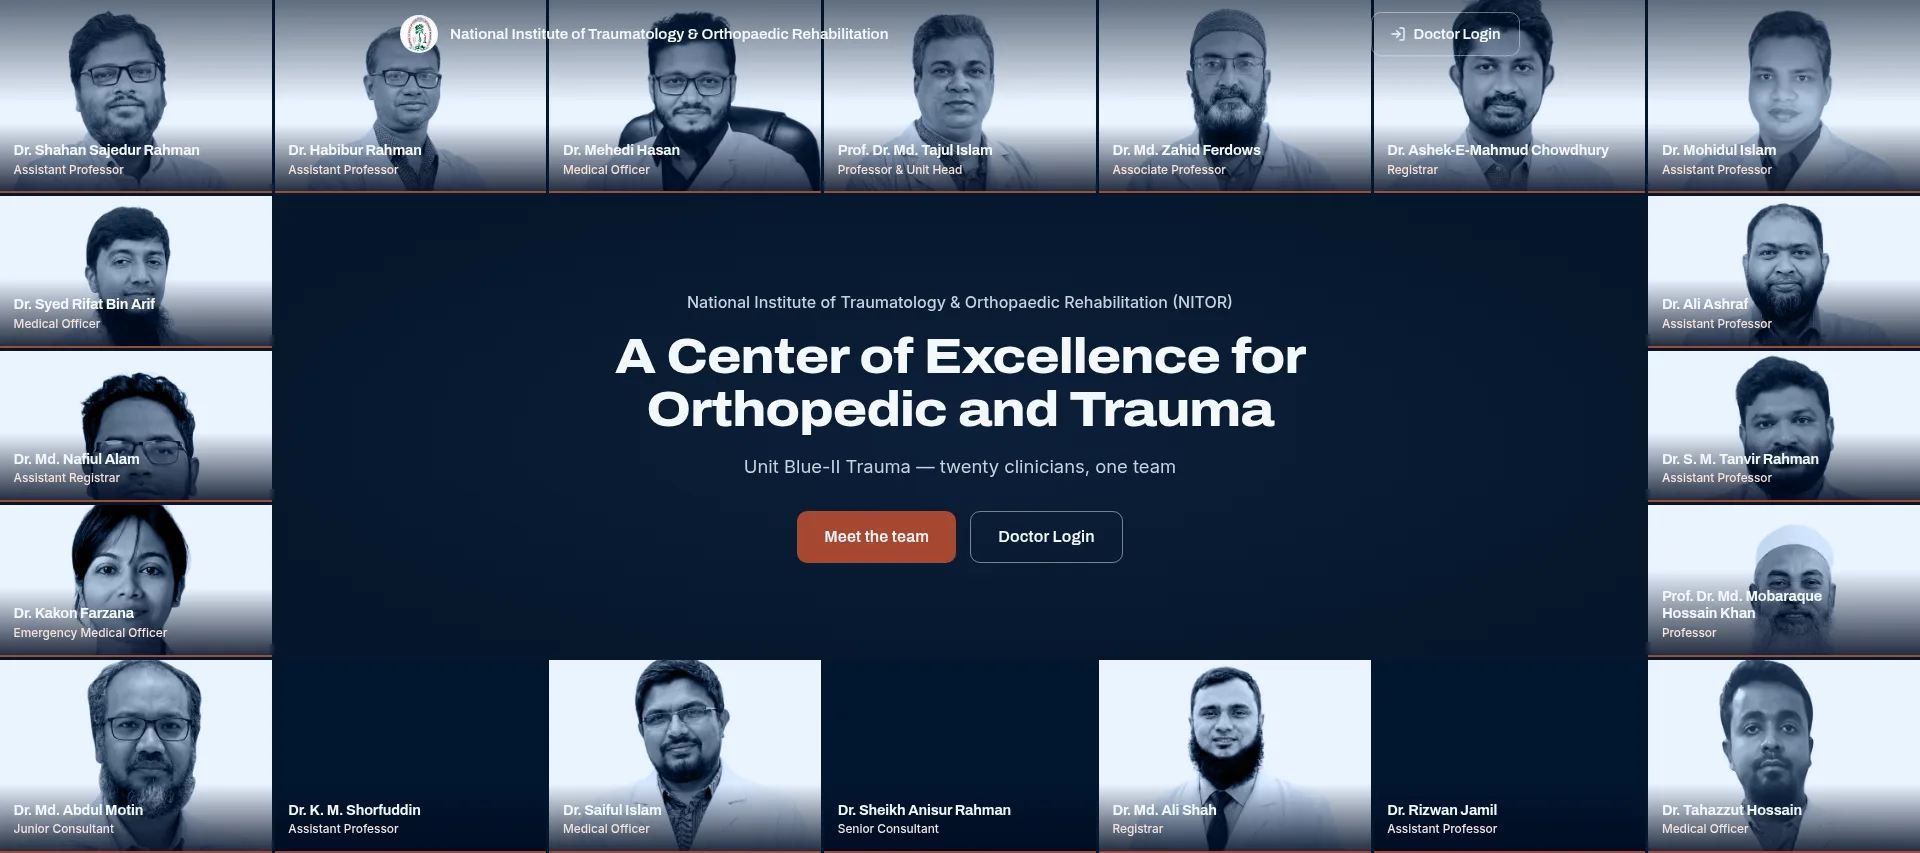 National Institute of Traumatology & Orthopaedic Rehabilitation
Doctor Login
Dr. Shahan Sajedur Rahman
Assistant Professor
Dr. Habibur Rahman
Assistant Professor
Dr. Mehedi Hasan
Medical Officer
Prof. Dr. Md. Tajul Islam
Professor & Unit Head
Dr. Md. Zahid Ferdows
Associate Professor
Dr. Ashek-E-Mahmud Chowdhury
Registrar
Dr. Mohidul Islam
Assistant Professor
Dr. Syed Rifat Bin Arif
Medical Officer
Dr. Ali Ashraf
Assistant Professor
National Institute of Traumatology & Orthopaedic Rehabilitation (NITOR)
A Center of Excellence for
Orthopedic and Trauma
Unit Blue-II Trauma — twenty clinicians, one team
Meet the team
Doctor Login
Dr. Md. Nafiul Alam
Assistant Registrar
Dr. S. M. Tanvir Rahman
Assistant Professor
Dr. Kakon Farzana
Emergency Medical Officer
Prof. Dr. Md. Mobaraque
Hossain Khan
Professor
Dr. Md. Abdul Motin
Junior Consultant
Dr. K. M. Shorfuddin
Assistant Professor
Dr. Saiful Islam
Medical Officer
Dr. Sheikh Anisur Rahman
Senior Consultant
Dr. Md. Ali Shah
Registrar
Dr. Rizwan Jamil
Assistant Professor
Dr. Tahazzut Hossain
Medical Officer